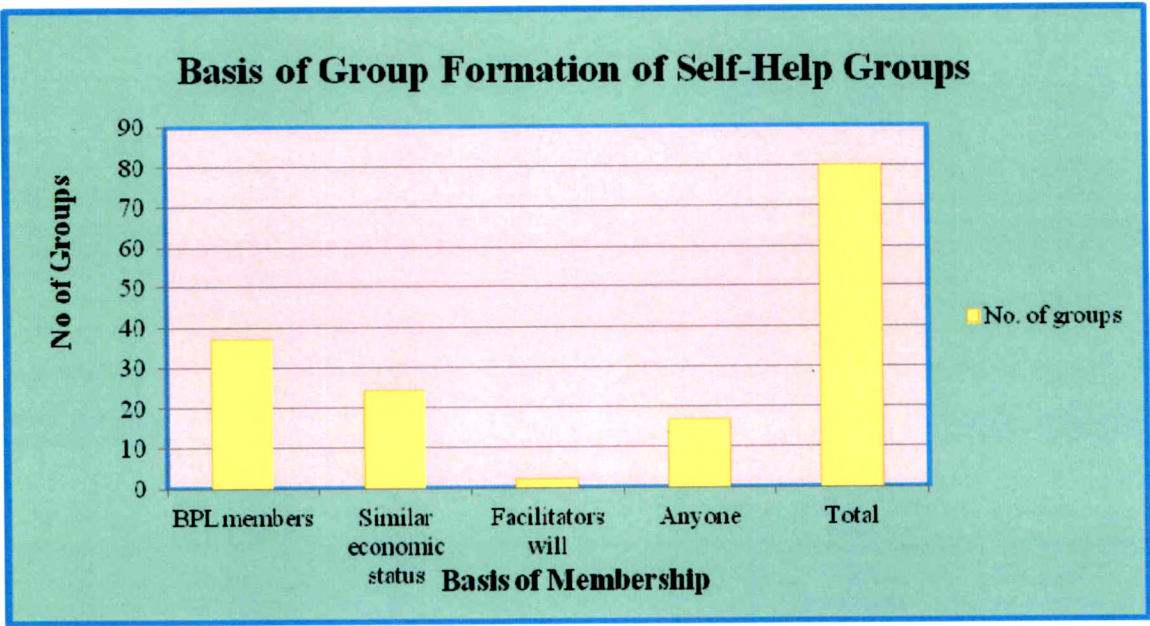 Basis of Group Formation of Self-Help Groups
No of Groups
90
80
70
60
50
40
30
20
10
0
BPL members
Similar
economic
status
Facilitators
will
Anyone
Total
Basis of Membership
No. of groups